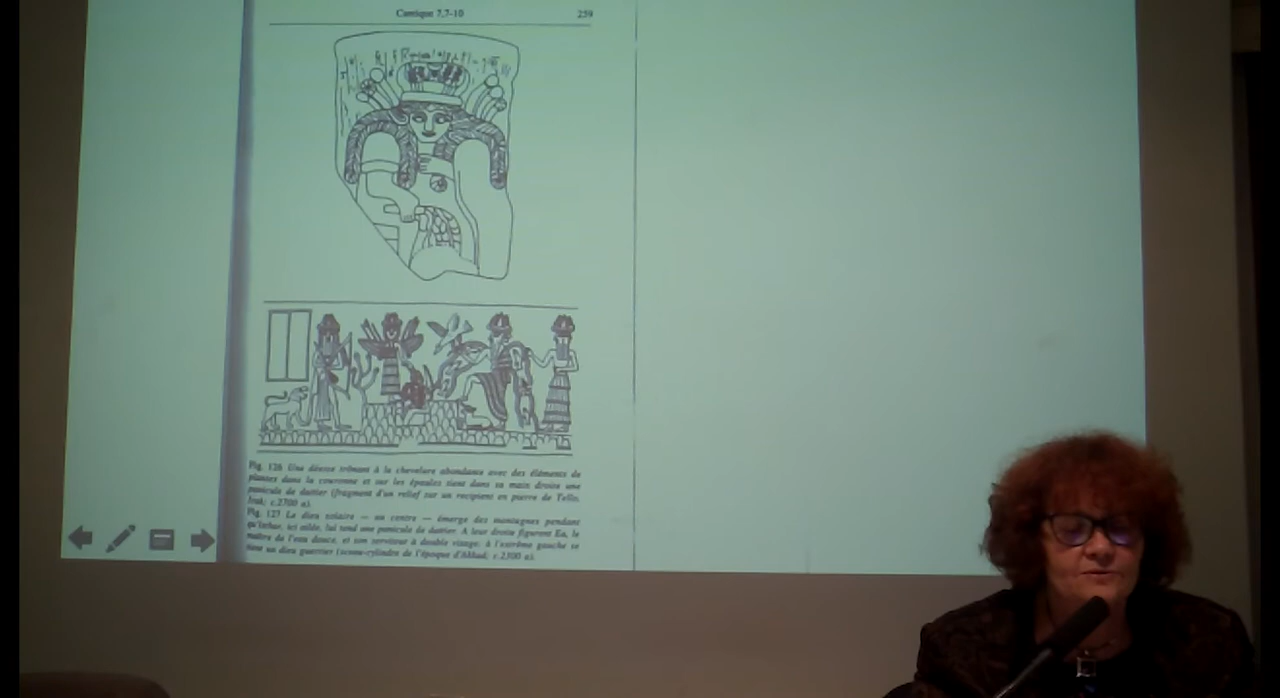 Cantique 7,7-10 259
Fig. 126 Une déesse trônant à la chevelure abondante avec des éléments de
plantes dans la couronne et sur les épaules tient dans sa main droite une
panicule de dattier (fragment d'un relief sur un récipient en pierre de Tello,
Irak; c.2700 a).
Fig. 127 Le dieu solaire — au centre — émerge des montagnes pendant
qu'Ishtar, ici ailée, lui tend une panicule de dattier. A leur droite figurent Ea, le
maître de l'eau douce, et son serviteur à double visage; à l'extrême gauche se
tient un dieu guerrier (sceau-cylindre de l'époque d'Akkad; c.2300 a).